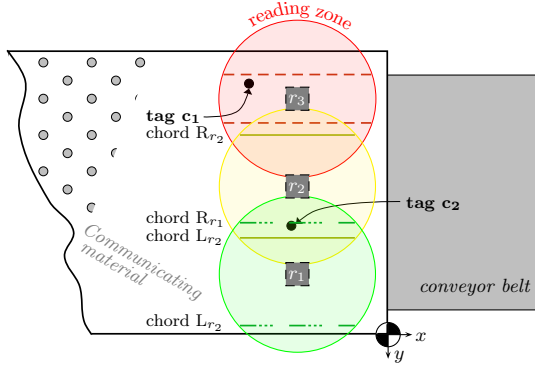 reading zone
r3
tag c1
chord Rr2
r2
chord Rr1
tag c2
chord Lr2
Communicating
material
r1
conveyor belt
chord Lr2
x
y